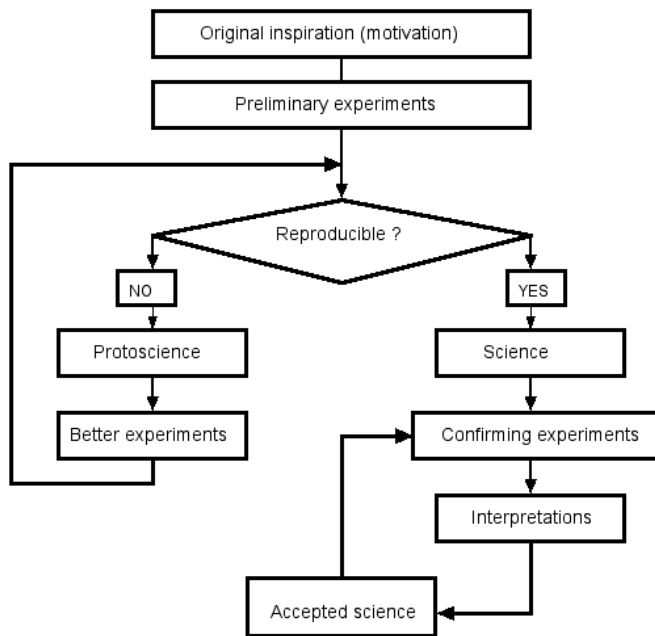 Original inspiration (motivation)
Preliminary experiments
Reproducible ?
NO
YES
Protoscience
Science
Better experiments
Confirming experiments
Interpretations
Accepted science